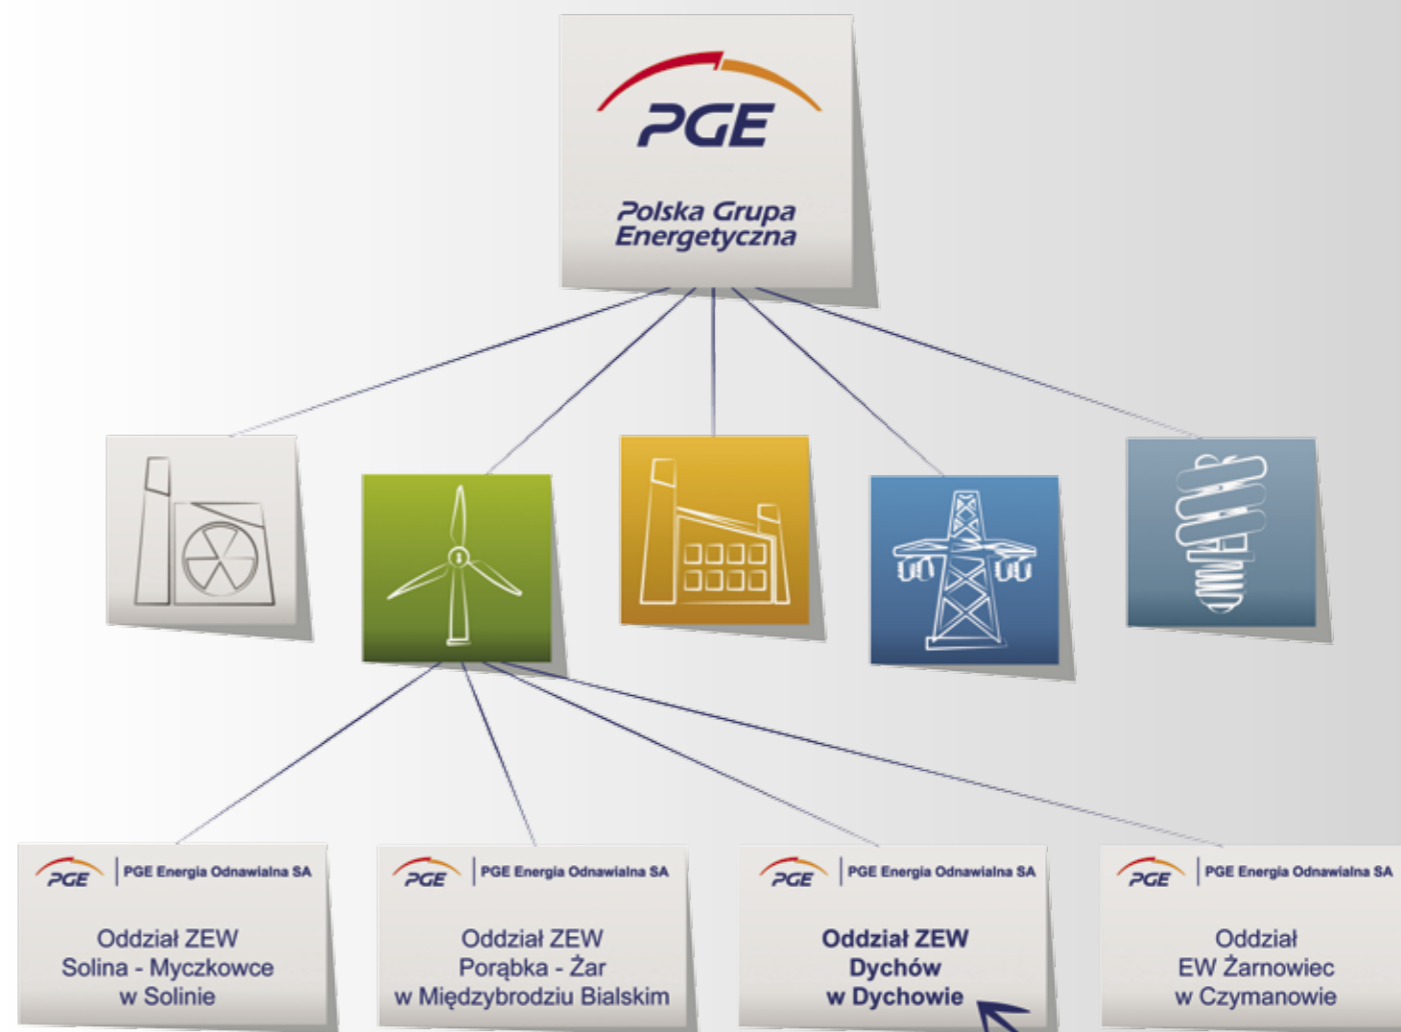 PGE
Polska Grupa
Energetyczna
PGE
PGE Energia Odnawialna SA
Oddział ZEW
Solina - Myczkowce
w Solinie
PGE
PGE Energia Odnawialna SA
Oddział ZEW
Porąbka - Żar
w Międzybrodziu Bialskim
PGE
PGE Energia Odnawialna SA
Oddział ZEW
Dychów
w Dychowie
PGE
PGE Energia Odnawialna SA
Oddział
EW Żarnowiec
w Czymanowie